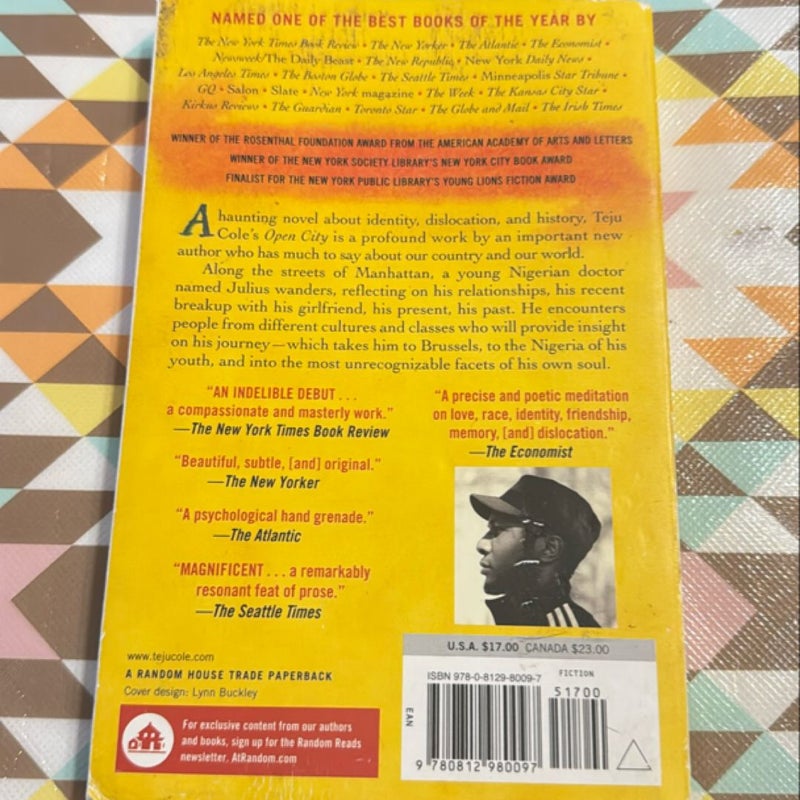 NAMED ONE OF THE BEST BOOKS OF THE YEAR BY
The New York Times Book Review • The New Yorker • The Atlantic • The Economist •
Newsweek/The Daily Beast • The New Republic • New York Daily News •
Los Angeles Times • The Boston Globe • The Seattle Times • Minneapolis Star Tribune •
GQ • Salon • Slate • New York magazine • The Week • The Kansas City Star •
Kirkus Reviews • The Guardian • Toronto Star • The Globe and Mail • The Irish Times
WINNER OF THE ROSENTHAL FOUNDATION AWARD FROM THE AMERICAN ACADEMY OF ARTS AND LETTERS
WINNER OF THE NEW YORK SOCIETY LIBRARY'S NEW YORK CITY BOOK AWARD
FINALIST FOR THE NEW YORK PUBLIC LIBRARY'S YOUNG LIONS FICTION AWARD
A haunting novel about identity, dislocation, and history, Teju
Cole's Open City is a profound work by an important new
author who has much to say about our country and our world.
Along the streets of Manhattan, a young Nigerian doctor
named Julius wanders, reflecting on his relationships, his recent
breakup with his girlfriend, his present, his past. He encounters
people from different cultures and classes who will provide insight
on his journey—which takes him to Brussels, to the Nigeria of his
youth, and into the most unrecognizable facets of his own soul.
"AN INDELIBLE DEBUT . . .
a compassionate and masterly work."
—The New York Times Book Review
"Beautiful, subtle, [and] original."
—The New Yorker
"A psychological hand grenade."
—The Atlantic
"MAGNIFICENT . . . a remarkably
resonant feat of prose."
—The Seattle Times
"A precise and poetic meditation
on love, race, identity, friendship,
memory, [and] dislocation."
—The Economist
www.tejucole.com
A RANDOM HOUSE TRADE PAPERBACK
Cover design: Lynn Buckley
For exclusive content from our authors
and books, sign up for the Random Reads
newsletter, AtRandom.com
U.S.A. $17.00 CANADA $23.00
ISBN 978-0-8129-8009-7
FICTION
51700
EAN
9 780812 980097